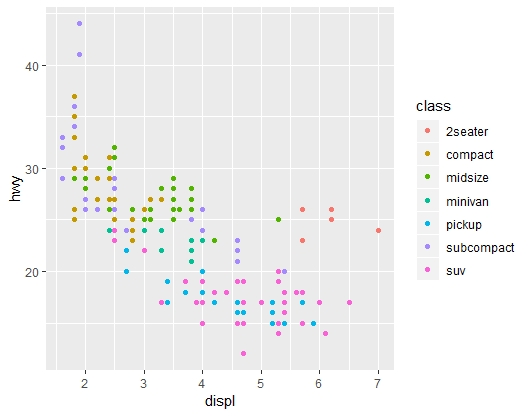 40
30
20
hwy
2
3
4
5
6
7
displ
class
2seater
compact
midsize
minivan
pickup
subcompact
suv